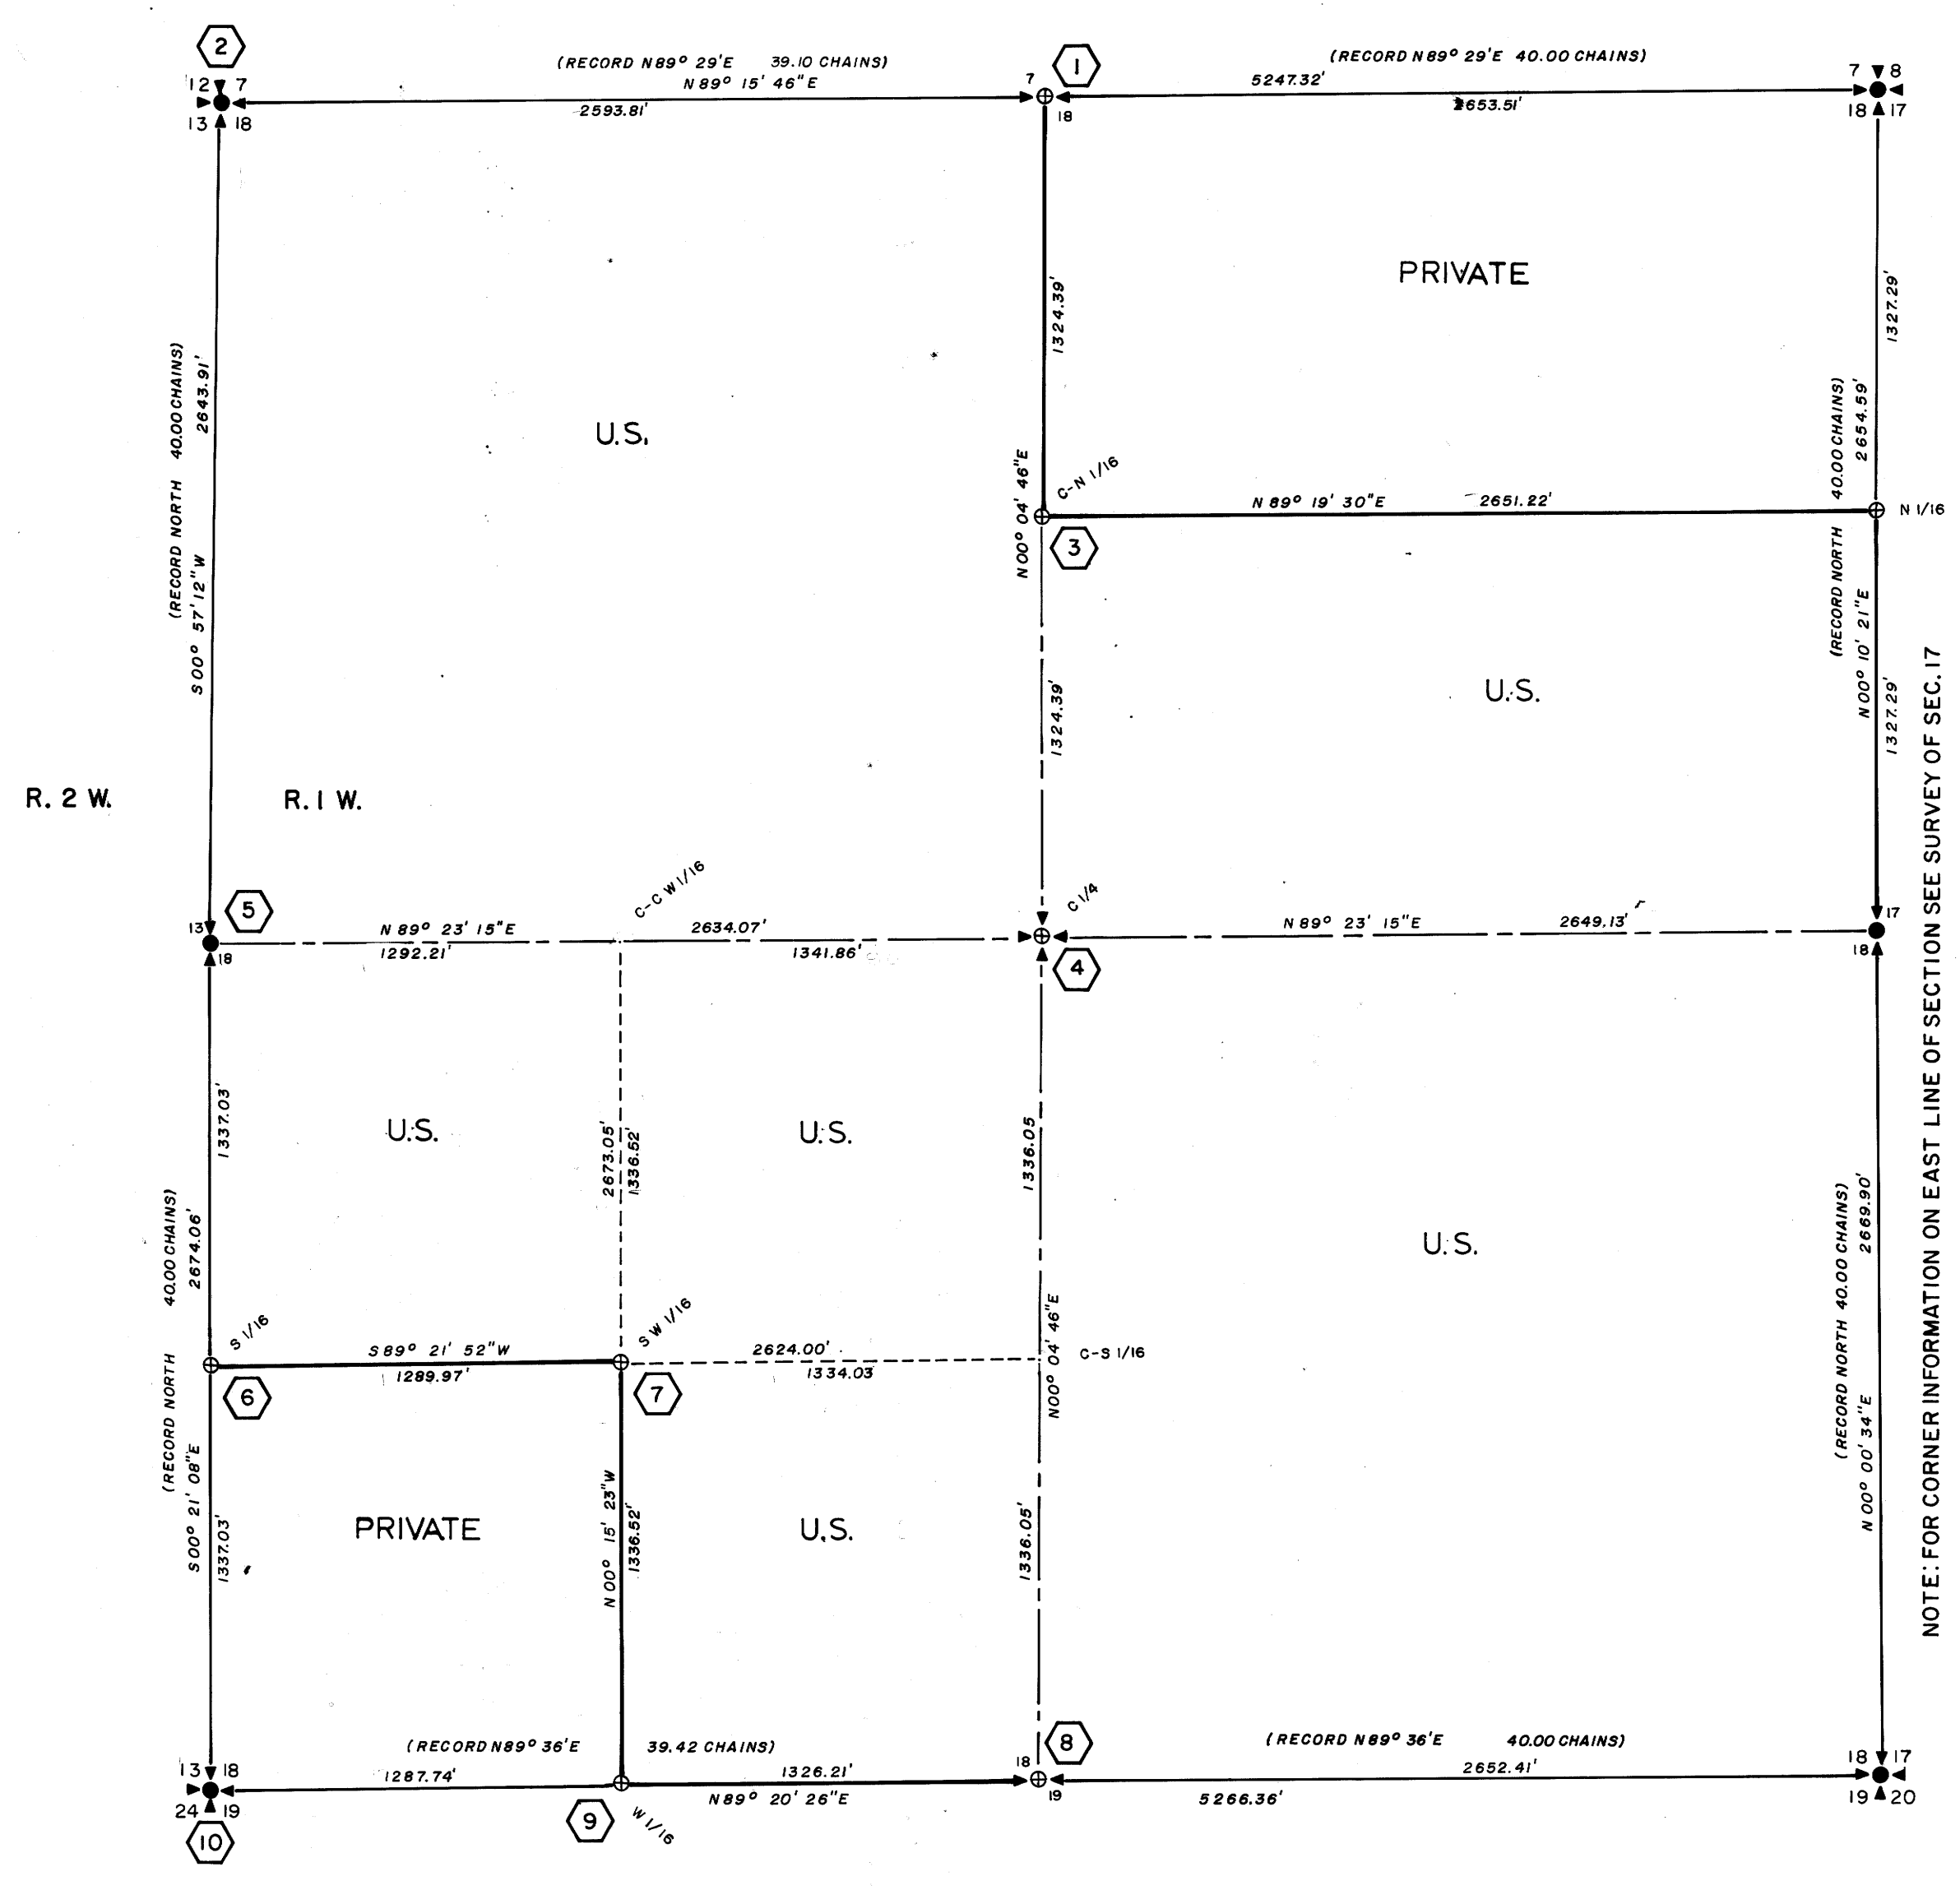 2
(RECORD N89° 29'E 39.10 CHAINS)
N 89° 15' 46"E
2593.81'
12 7
13 18
1
7
18
(RECORD N89° 29'E 40.00 CHAINS)
5247.32'
2653.51'
7 8
18 17
PRIVATE
1324.39'
1327.29'
(RECORD NORTH 40.00 CHAINS)
2643.91'
S 00° 57' 12" W
U.S.
N 00° 04' 46"E
C-N 1/16
N 89° 19' 30"E 2651.22'
3
N 1/16
(RECORD NORTH 40.00 CHAINS)
2654.59'
N 00° 10' 21"E
1327.29'
1324.39'
U.S.
R. 2 W.
R. 1 W.
5
13
18
C-C W 1/16
N 89° 23' 15"E 2634.07'
1292.21' 1341.86'
C 1/4
4
N 89° 23' 15"E 2649.13'
17
18
1337.03'
U.S.
2673.05'
1336.52'
U.S.
1336.05
U.S.
(RECORD NORTH 40.00 CHAINS)
2674.06'
S 00° 21' 08"E
S 1/16
6
S 89° 21' 52"W
1289.97'
S W 1/16
7
2624.00'
1334.03
C-S 1/16
N00° 04' 46"E
(RECORD NORTH 40.00 CHAINS)
2669.90'
N 00° 00' 34"E
1337.03'
PRIVATE
N 00° 15' 23"W
1336.52'
U.S.
1336.05'
(RECORD N89° 36'E 39.42 CHAINS)
1287.74'
1326.21'
N 89° 20' 26"E
9
W 1/16
8
18
19
(RECORD N89° 36'E 40.00 CHAINS)
2652.41'
5266.36'
13 18
24 19
10
18 17
19 20
NOTE: FOR CORNER INFORMATION ON EAST LINE OF SECTION SEE SURVEY OF SEC. 17